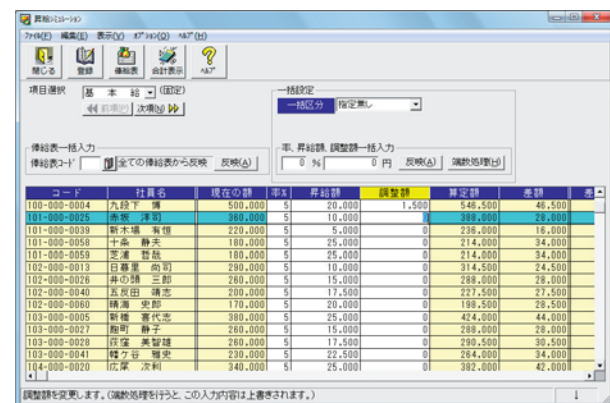 昇給シミュレーション
ファイル(F) 編集(E) 表示(V) オプション(O) ヘルプ(H)
閉じる 登録 俸給表 合計表示 ヘルプ
項目選択 基 本 給 (固定)
前項(P) 次項(N)
一括設定
一括区分 指定無し
俸給表一括入力
俸給表コード 全ての俸給表から反映 反映(A)
率、昇給額、調整額一括入力
0 % 0 円 反映(A) 端数処理(H)
コード 社員名 現在の額 率% 昇給額 調整額 算定額 差額 差
100-000-0004 九段下 博 500,000 5 20,000 1,500 546,500 46,500
101-000-0025 赤坂 洋司 360,000 5 10,000 388,000 28,000
101-000-0039 新木場 有恒 220,000 5 5,000 0 236,000 16,000
101-000-0058 十条 静夫 180,000 5 25,000 0 214,000 34,000
101-000-0059 芝浦 哲哉 180,000 5 25,000 0 214,000 34,000
102-000-0013 日暮里 尚司 290,000 5 10,000 0 314,500 24,500
102-000-0026 井の頭 三郎 260,000 5 15,000 0 288,000 28,000
102-000-0040 五反田 靖志 200,000 5 17,500 0 227,500 27,500
102-000-0060 晴海 史郎 170,000 5 20,000 0 198,500 28,500
103-000-0005 新橋 喜代志 380,000 5 25,000 0 424,000 44,000
103-000-0027 麹町 静子 260,000 5 15,000 0 288,000 28,000
103-000-0028 荻窪 美智雄 260,000 5 17,500 0 290,500 30,500
103-000-0041 幡ケ谷 雅史 230,000 5 22,500 0 264,000 34,000
104-000-0020 広尾 次利 340,000 5 25,000 0 382,000 42,000
調整額を変更します。(端数処理を行うと、この入力内容は上書きされます。) 1